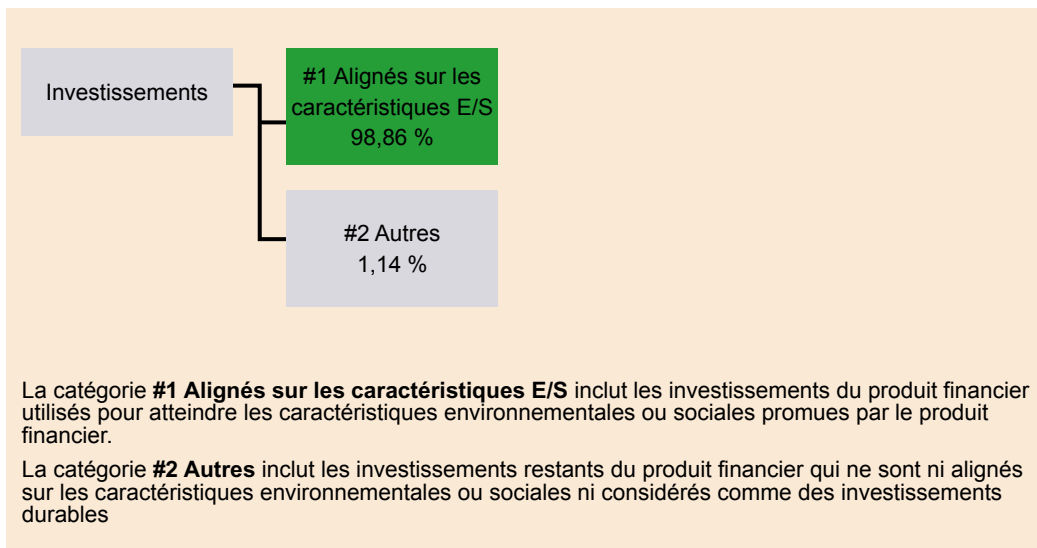 Investissements
#1 Alignés sur les
caractéristiques E/S
98,86 %
#2 Autres
1,14 %
La catégorie #1 Alignés sur les caractéristiques E/S inclut les investissements du produit financier
utilisés pour atteindre les caractéristiques environnementales ou sociales promues par le produit
financier.
La catégorie #2 Autres inclut les investissements restants du produit financier qui ne sont ni alignés
sur les caractéristiques environnementales ou sociales ni considérés comme des investissements
durables